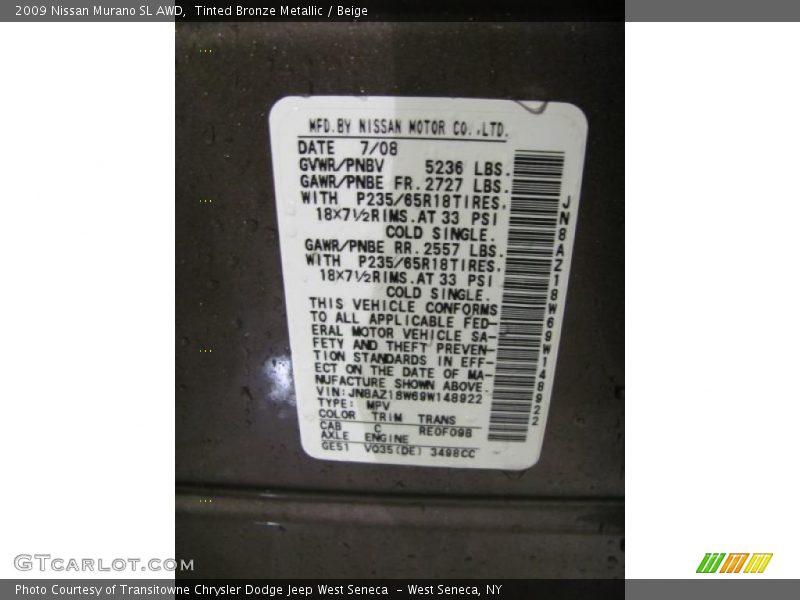 2009 Nissan Murano SL AWD,  Tinted Bronze Metallic / Beige
MFD.BY NISSAN MOTOR CO.,LTD.
DATE 7/08
GVWR/PNBV 5236 LBS.
GAWR/PNBE FR. 2727 LBS.
WITH P235/65R18TIRES.
18×7½RIMS.AT 33 PSI
COLD SINGLE.
GAWR/PNBE RR. 2557 LBS.
WITH P235/65R18TIRES.
18×7½RIMS.AT 33 PSI
COLD SINGLE.
THIS VEHICLE CONFORMS
TO ALL APPLICABLE FED-
ERAL MOTOR VEHICLE SA-
FETY AND THEFT PREVEN-
TION STANDARDS IN EFF-
ECT ON THE DATE OF MA-
NUFACTURE SHOWN ABOVE.
VIN:JN8AZ18W69W148922
TYPE: MPV
COLOR TRIM TRANS
CAB C RE0F09B
AXLE ENGINE
GE51 VQ35(DE) 3498CC
JN8AZ18W69W148922
GTCARLOT.COM
Photo Courtesy of Transitowne Chrysler Dodge Jeep West Seneca  - West Seneca, NY